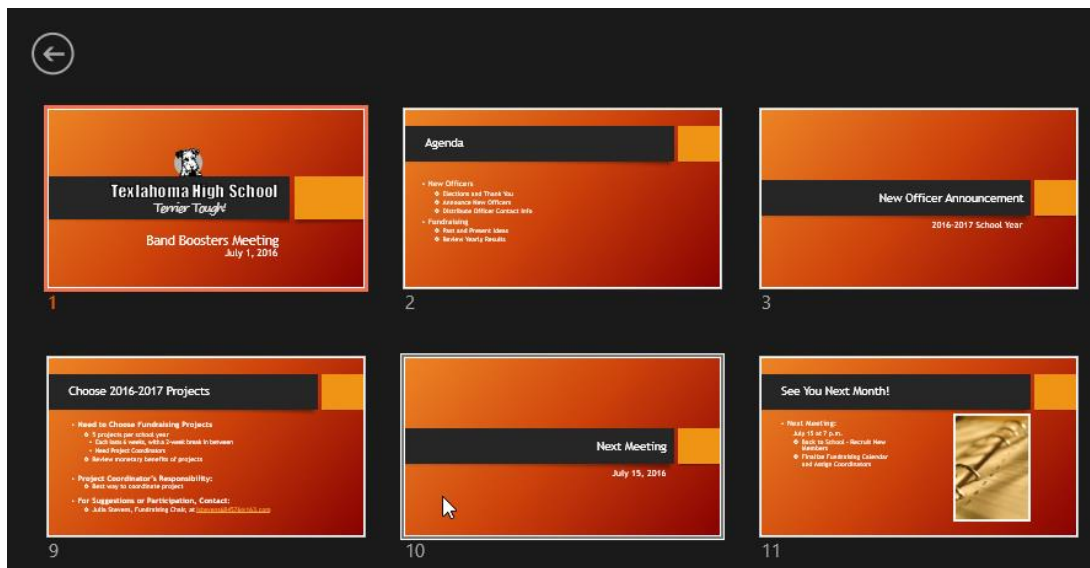 Texlahoma High School
Terrier Tough!
Band Boosters Meeting
July 1, 2016
1
Agenda
• New Officers
❖ Elections and Thank You
❖ Announce New Officers
❖ Distribute Officer Contact Info
• Fundraising
❖ Past and Present Ideas
❖ Review Yearly Results
2
New Officer Announcement
2016-2017 School Year
3
Choose 2016-2017 Projects
• Need to Choose Fundraising Projects
❖ 5 projects per school year
• Each lasts 6 weeks, with a 2-week break in between
• Need Project Coordinators
❖ Review monetary benefits of projects
• Project Coordinator's Responsibility:
❖ Best way to coordinate project
• For Suggestions or Participation, Contact:
❖ Julie Stevens, Fundraising Chair, at
9
Next Meeting
July 15, 2016
10
See You Next Month!
• Next Meeting:
July 15 at 7 p.m.
❖ Back to School - Recruit New
Members
❖ Finalize Fundraising Calendar
and Assign Coordinators
11